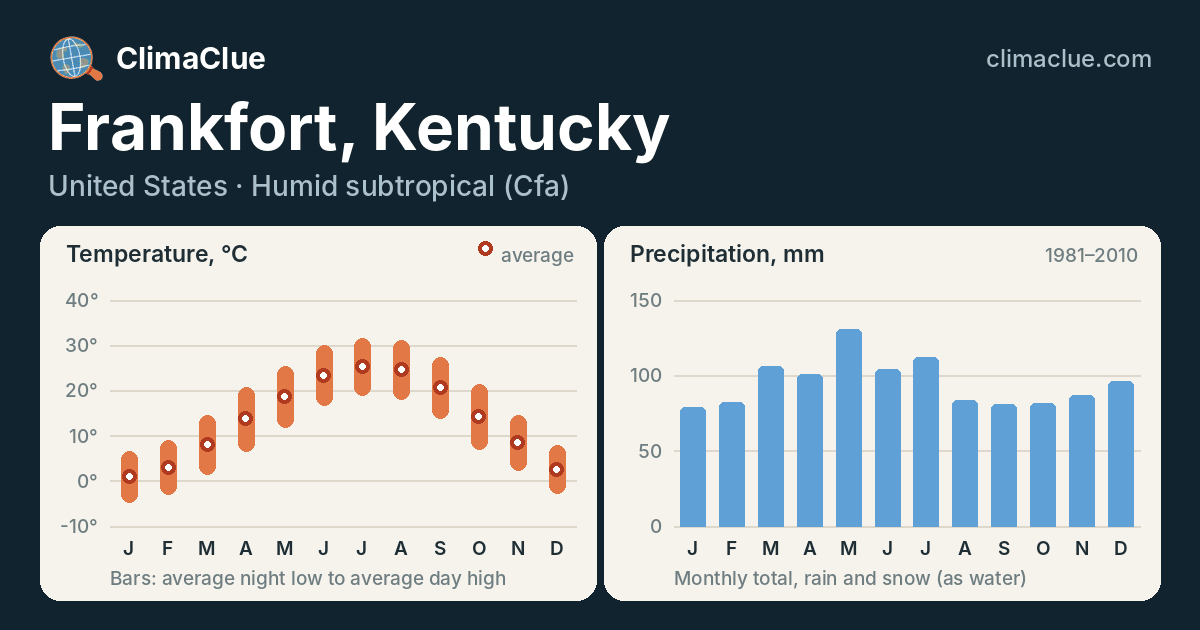 ClimaClue
climaclue.com
Frankfort, Kentucky
United States · Humid subtropical (Cfa)
Temperature, °C
average
40°
30°
20°
10°
0°
-10°
J F M A M J J A S O N D
Bars: average night low to average day high
Precipitation, mm
1981–2010
150
100
50
0
J F M A M J J A S O N D
Monthly total, rain and snow (as water)